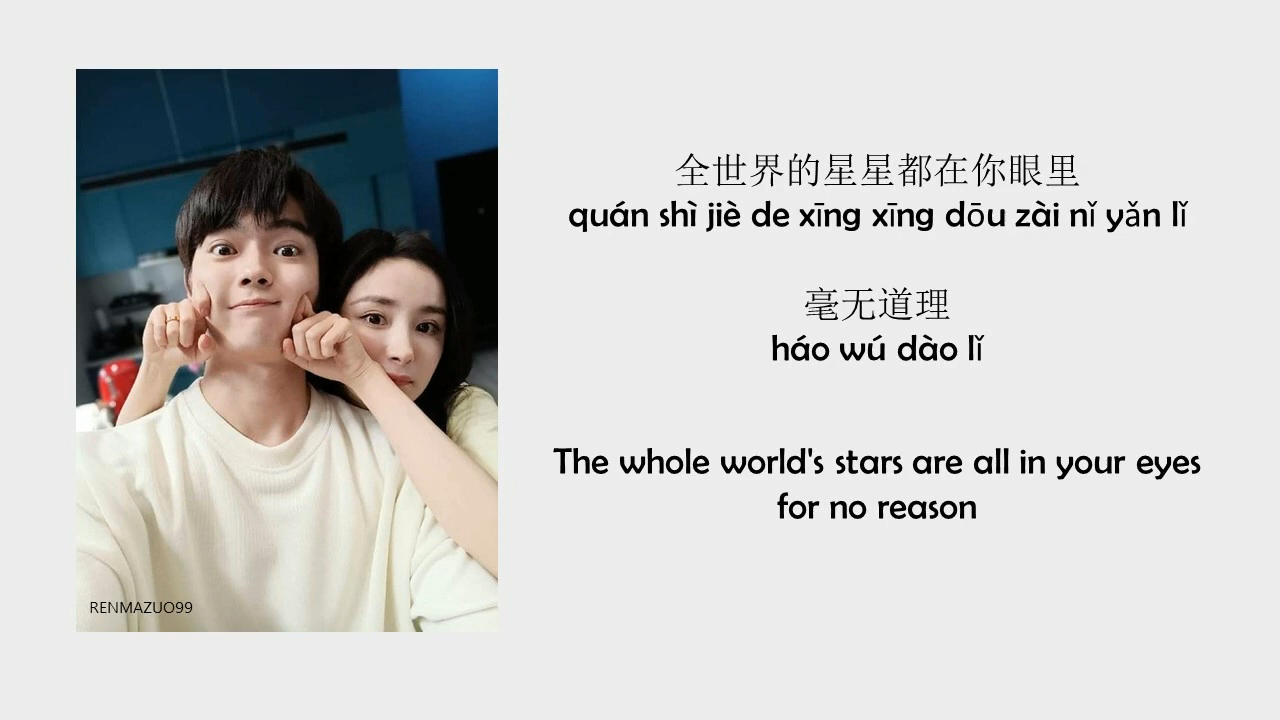 全世界的星星都在你眼里
quán shì jiè de xīng xīng dōu zài nǐ yǎn lǐ
毫无道理
háo wú dào lǐ
The whole world's stars are all in your eyes
for no reason
RENMAZUO99